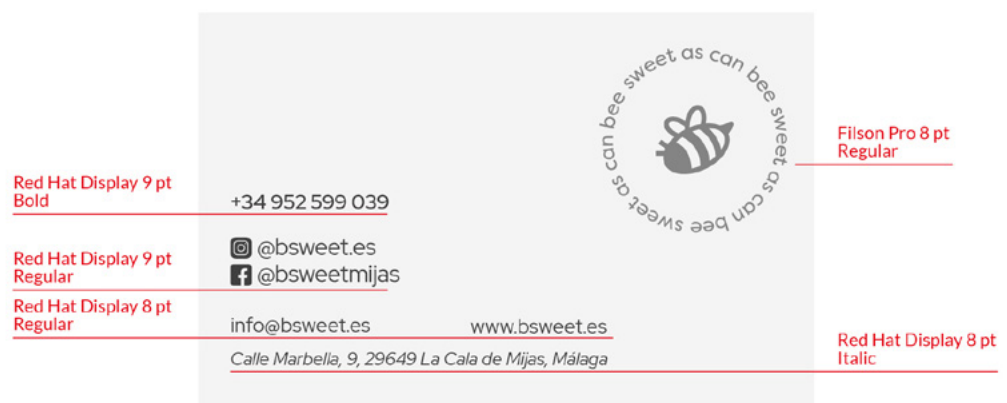 sweet as can bee sweet as can bee sweet as can bee
Filson Pro 8 pt
Regular
Red Hat Display 9 pt
Bold
+34 952 599 039
@bsweet.es
Red Hat Display 9 pt
Regular
@bsweetmijas
Red Hat Display 8 pt
Regular
info@bsweet.es www.bsweet.es
Red Hat Display 8 pt
Italic
Calle Marbella, 9, 29649 La Cala de Mijas, Málaga